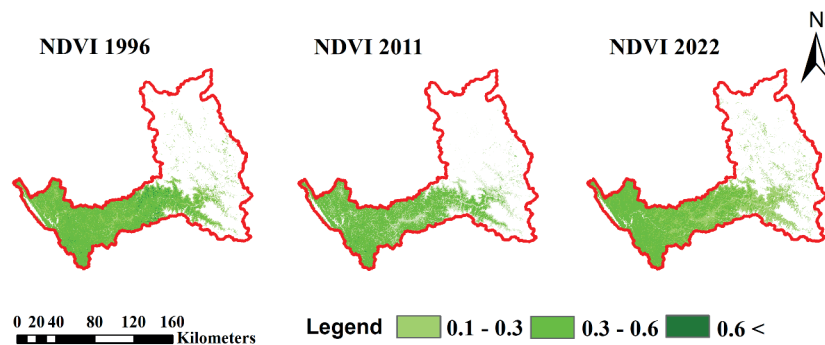 N
NDVI 1996
NDVI 2011
NDVI 2022
0 20 40 80 120 160
Kilometers
Legend 0.1 - 0.3 0.3 - 0.6 0.6 <